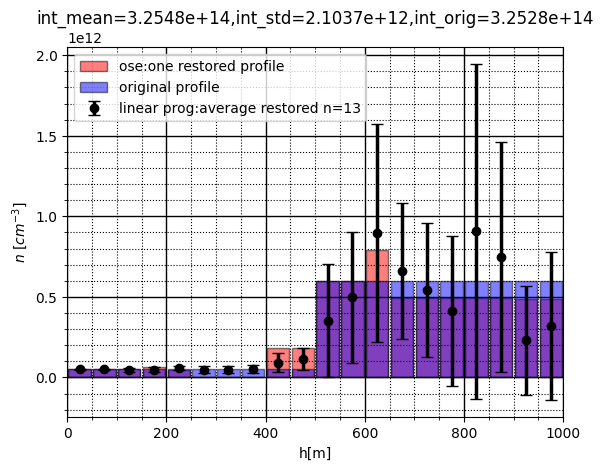 int_mean=3.2548e+14,int_std=2.1037e+12,int_orig=3.2528e+14
1e12
ose:one restored profile
original profile
linear prog:average restored n=13
2.0
1.5
1.0
0.5
0.0
n [cm⁻³]
0 200 400 600 800 1000
h[m]